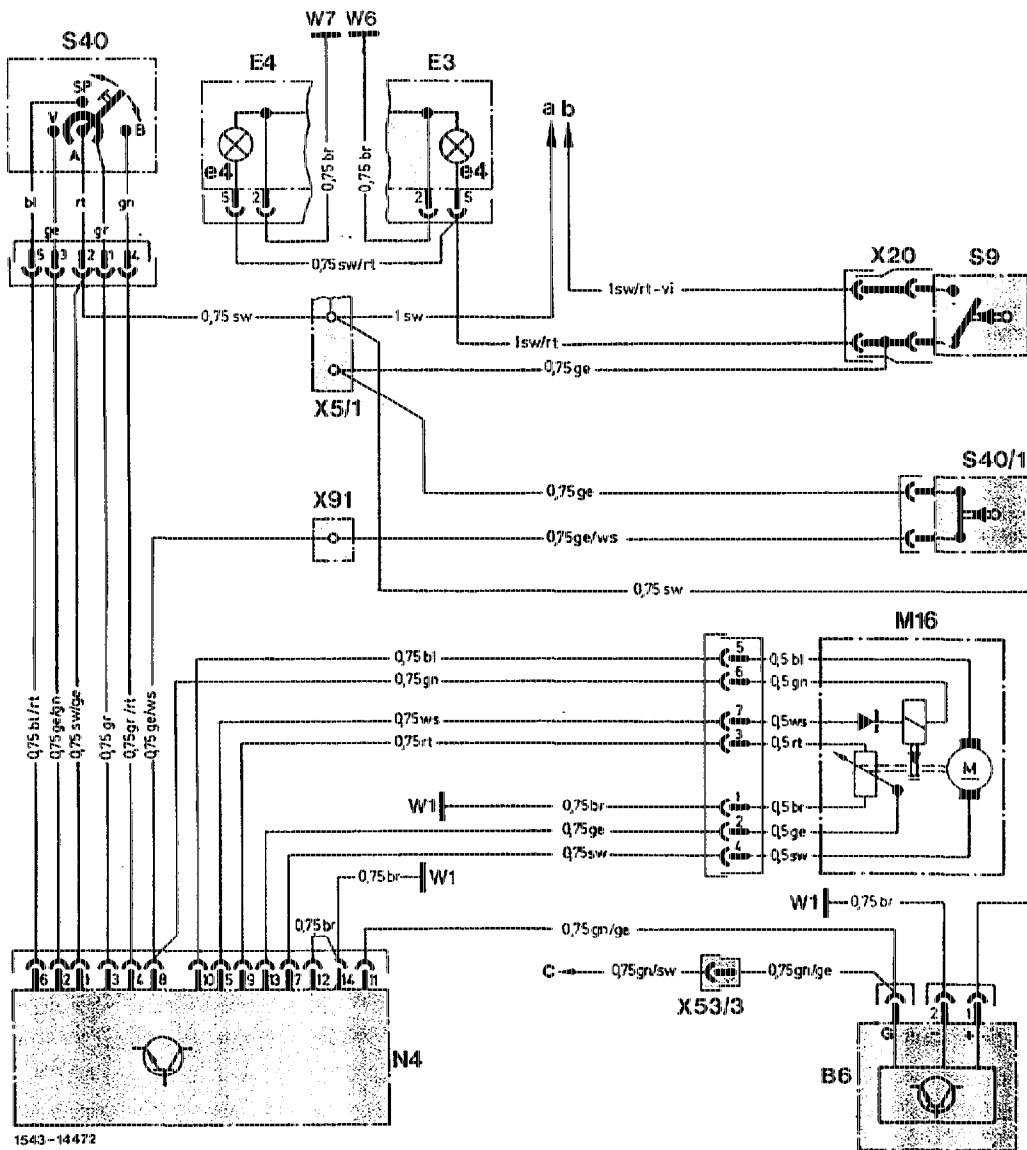 W7 W6
S40
E4
E3
SP
V
B
A
a b
e4
e4
0,75 br
0,75 br
5
2
2
5
bl
rt
gn
ge
gr
5
3
2
1
4
0,75 sw/rt
X20
S9
1sw/rt-vi
0,75 sw
1 sw
1sw/rt
0,75 ge
X5/1
S40/1
X91
0,75 ge
0,75 ge/ws
0,75 sw
M16
0,75 bl
5
0,5 bl
0,75 gn
6
0,5 gn
0,75 bl/rt
0,75 ge/gn
0,75 sw/ge
0,75 gr
0,75 gr/rt
0,75 ge/ws
0,75 ws
7
0,5 ws
0,75 rt
3
0,5 rt
M
W1
0,75 br
1
0,5 br
0,75 ge
2
0,5 ge
0,75 sw
4
0,5 sw
0,75 br
W1
W1
0,75 br
0,75 br
0,75 gn/ge
C
0,75 gn/sw
0,75 gn/ge
X53/3
6
2
1
3
4
8
10
5
9
13
7
12
14
11
G
2
1
-
+
N4
B6
1543-14472